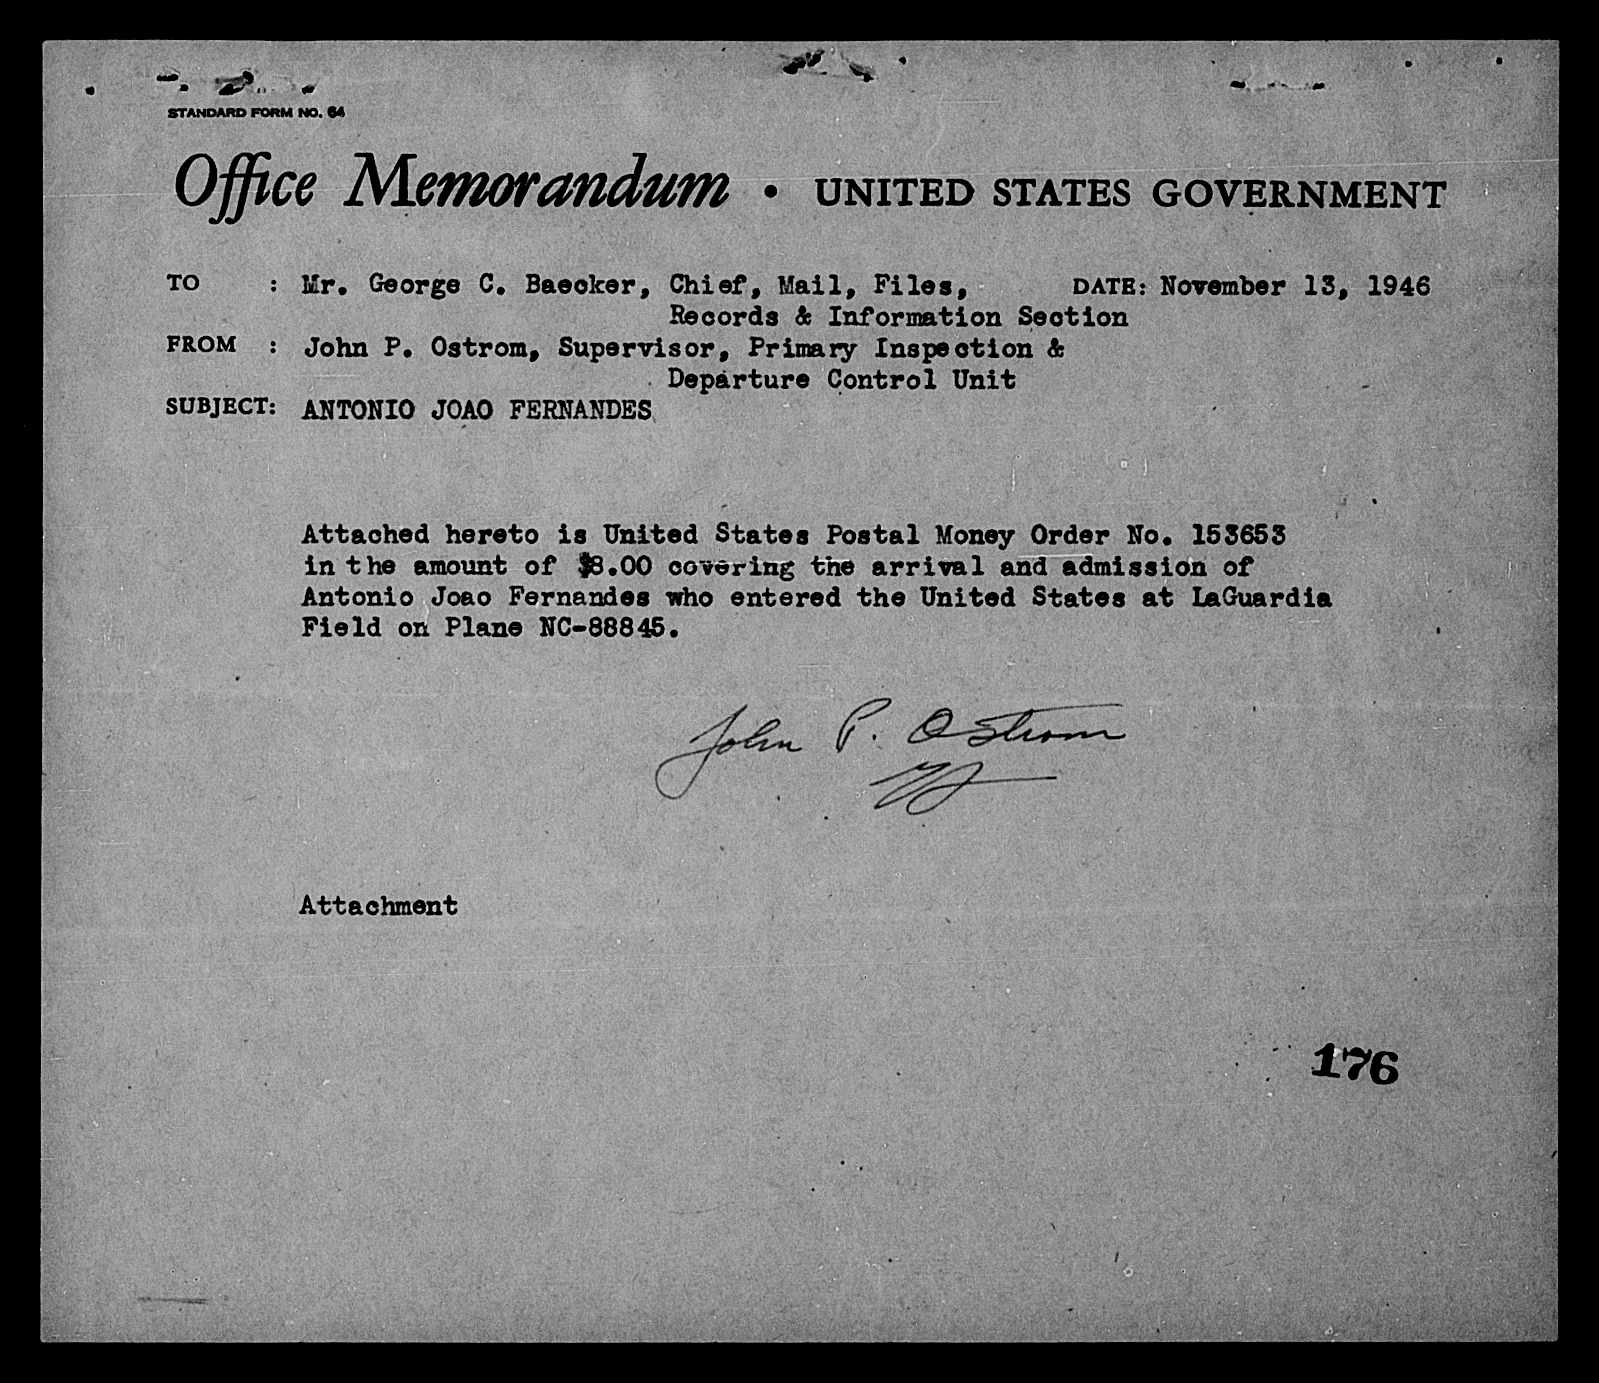 STANDARD FORM NO. 64
Office Memorandum • UNITED STATES GOVERNMENT
TO : Mr. George C. Baecker, Chief, Mail, Files, DATE: November 13, 1946
Records & Information Section
FROM : John P. Ostrom, Supervisor, Primary Inspection &
Departure Control Unit
SUBJECT: ANTONIO JOAO FERNANDES
Attached hereto is United States Postal Money Order No. 153653
in the amount of $8.00 covering the arrival and admission of
Antonio Joao Fernandes who entered the United States at LaGuardia
Field on Plane NC-88845.
John P. Ostrom
Attachment
176